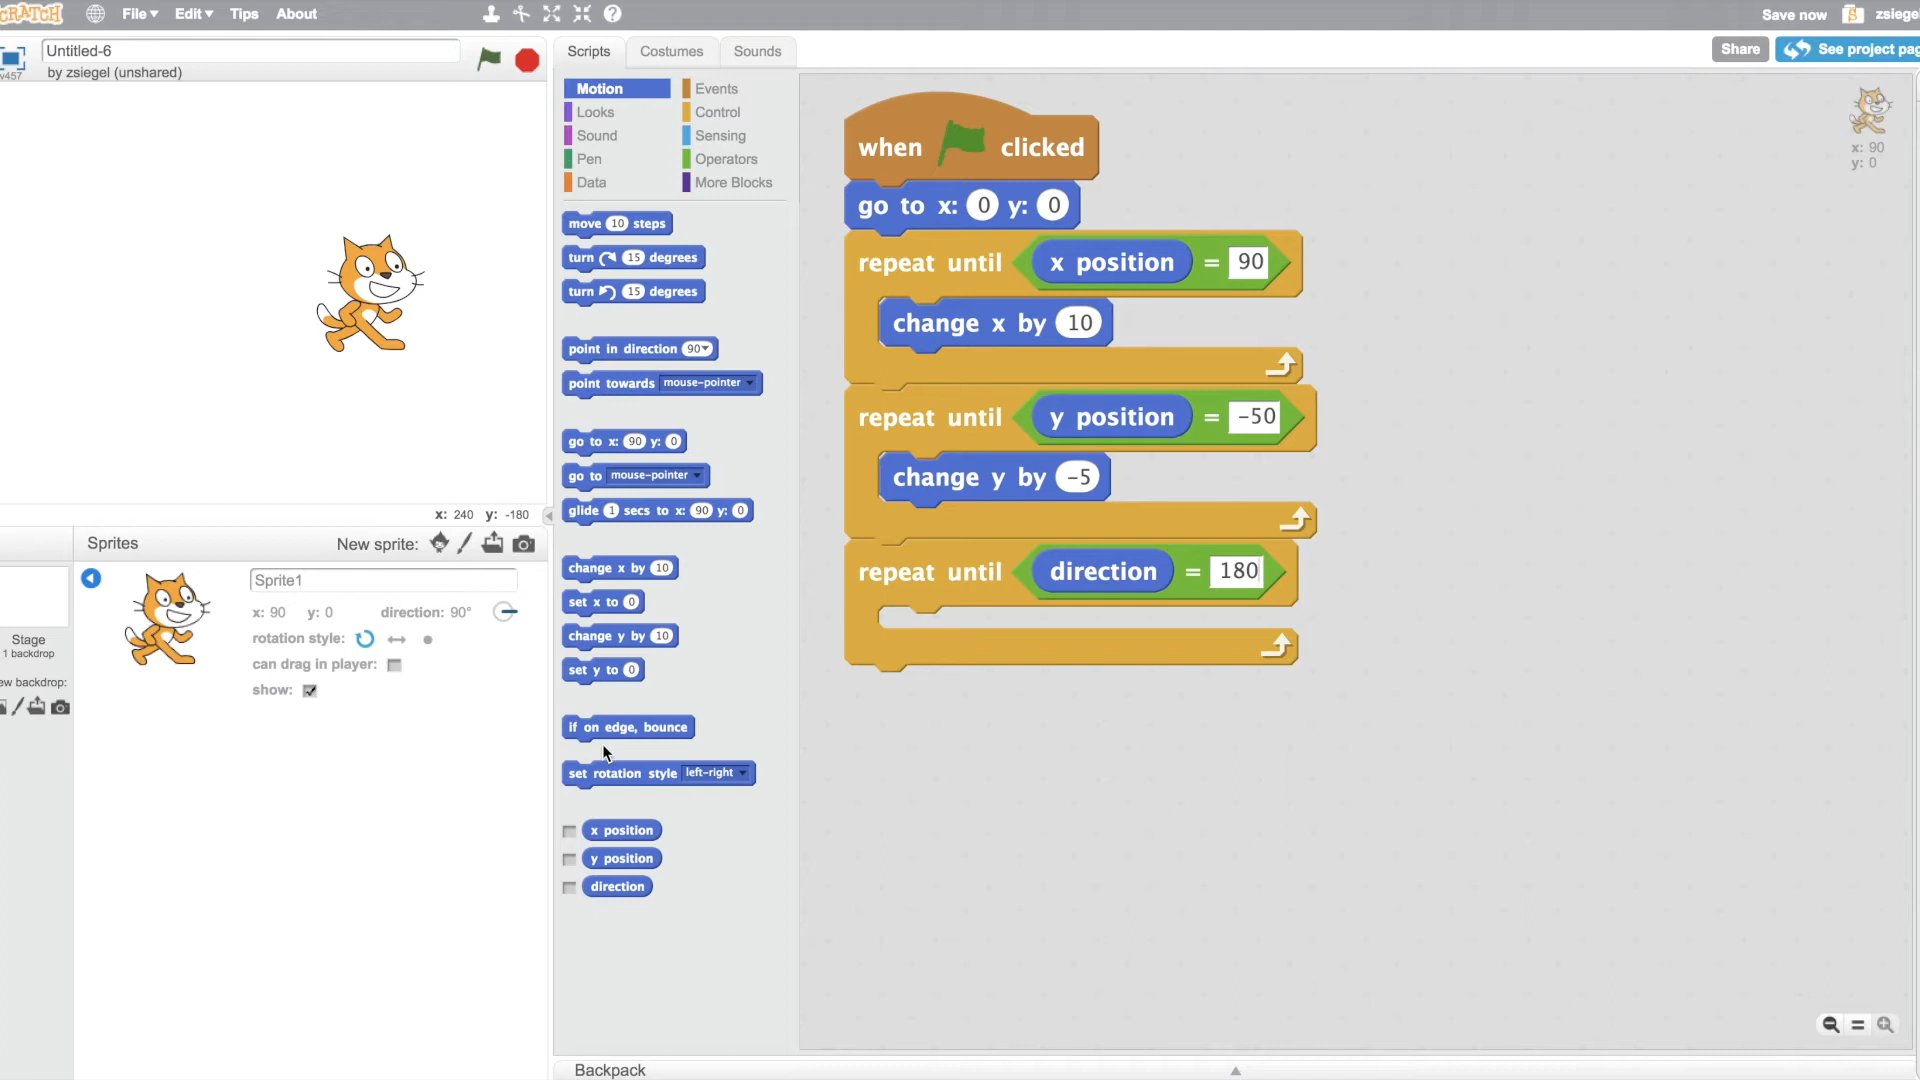 SCRATCH File▾ Edit▾ Tips About
Save now zsiegel
v457
Untitled-6
by zsiegel (unshared)
Scripts Costumes Sounds
Share See project pag
Motion Events
Looks Control
Sound Sensing
Pen Operators
Data More Blocks
move 10 steps
turn 15 degrees
turn 15 degrees
point in direction 90▾
point towards mouse-pointer
go to x: 90 y: 0
go to mouse-pointer
glide 1 secs to x: 90 y: 0
change x by 10
set x to 0
change y by 10
set y to 0
if on edge, bounce
set rotation style left-right
x position
y position
direction
when clicked
go to x: 0 y: 0
repeat until x position = 90
change x by 10
repeat until y position = -50
change y by -5
repeat until direction = 180
x: 90
y: 0
x: 240 y: -180
Sprites New sprite:
Sprite1
x: 90 y: 0 direction: 90°
rotation style:
can drag in player:
show:
Stage
1 backdrop
ew backdrop:
Backpack